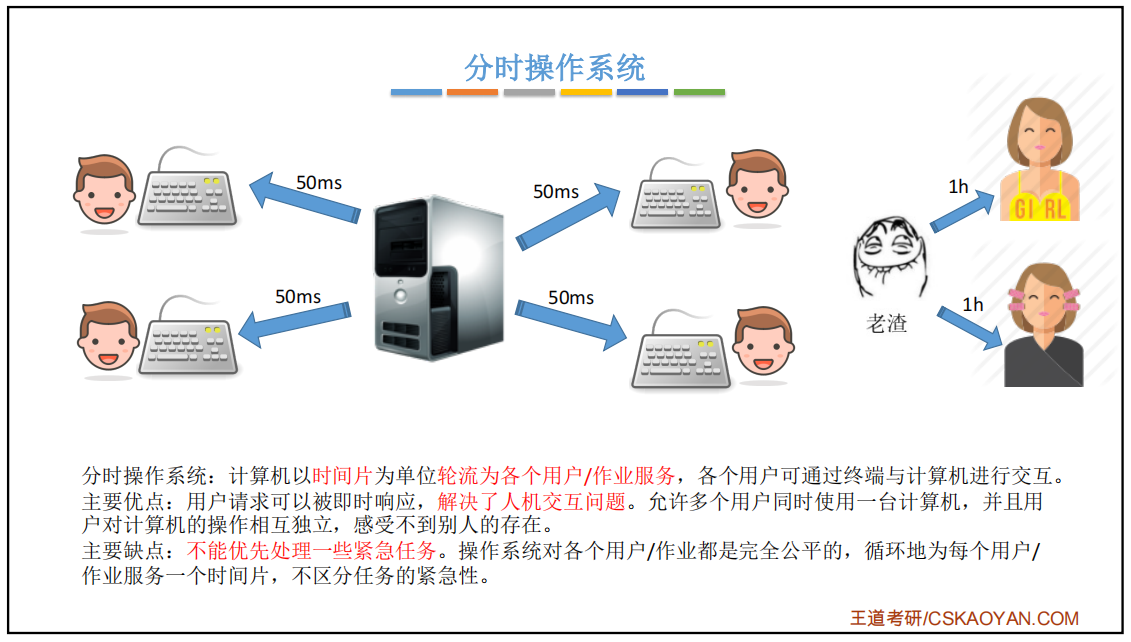 分时操作系统
50ms
50ms
1h
GIRL
50ms
50ms
1h
老渣
分时操作系统：计算机以时间片为单位轮流为各个用户/作业服务，各个用户可通过终端与计算机进行交互。
主要优点：用户请求可以被即时响应，解决了人机交互问题。允许多个用户同时使用一台计算机，并且用
户对计算机的操作相互独立，感受不到别人的存在。
主要缺点：不能优先处理一些紧急任务。操作系统对各个用户/作业都是完全公平的，循环地为每个用户/
作业服务一个时间片，不区分任务的紧急性。
王道考研/CSKAOYAN.COM